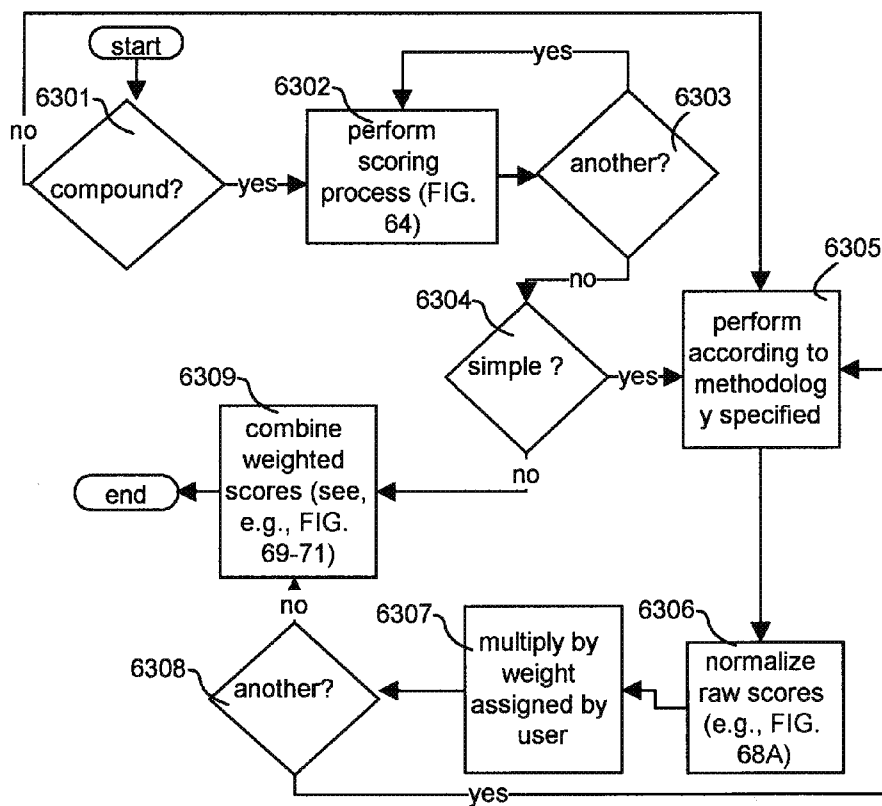 start
yes
6301
6302
6303
no
perform
scoring
process (FIG.
64)
another?
compound?
yes
6305
no
6304
perform
according to
methodolog
y specified
simple ?
yes
6309
combine
weighted
scores (see,
e.g., FIG.
69-71)
no
end
6306
6307
no
multiply by
weight
assigned by
user
normalize
raw scores
(e.g., FIG.
68A)
6308
another?
yes